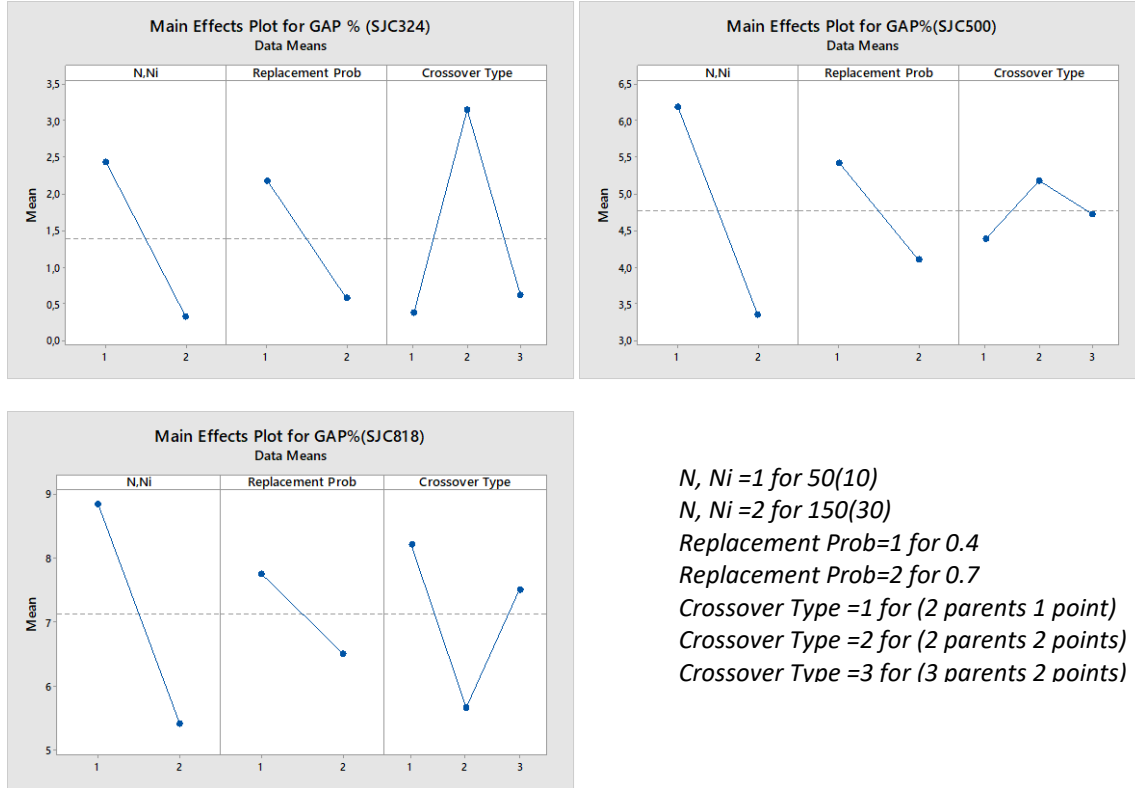 Main Effects Plot for GAP % (SJC324)
Data Means
N,Ni Replacement Prob Crossover Type
3,5
3,0
2,5
2,0
1,5
1,0
0,5
0,0
Mean
1 2 1 2 1 2 3
Main Effects Plot for GAP%(SJC500)
Data Means
N,Ni Replacement Prob Crossover Type
6,5
6,0
5,5
5,0
4,5
4,0
3,5
3,0
Mean
1 2 1 2 1 2 3
Main Effects Plot for GAP%(SJC818)
Data Means
N,Ni Replacement Prob Crossover Type
9
8
7
6
5
Mean
1 2 1 2 1 2 3
N, Ni =1 for 50(10)
N, Ni =2 for 150(30)
Replacement Prob=1 for 0.4
Replacement Prob=2 for 0.7
Crossover Type =1 for (2 parents 1 point)
Crossover Type =2 for (2 parents 2 points)
Crossover Type =3 for (3 parents 2 points)